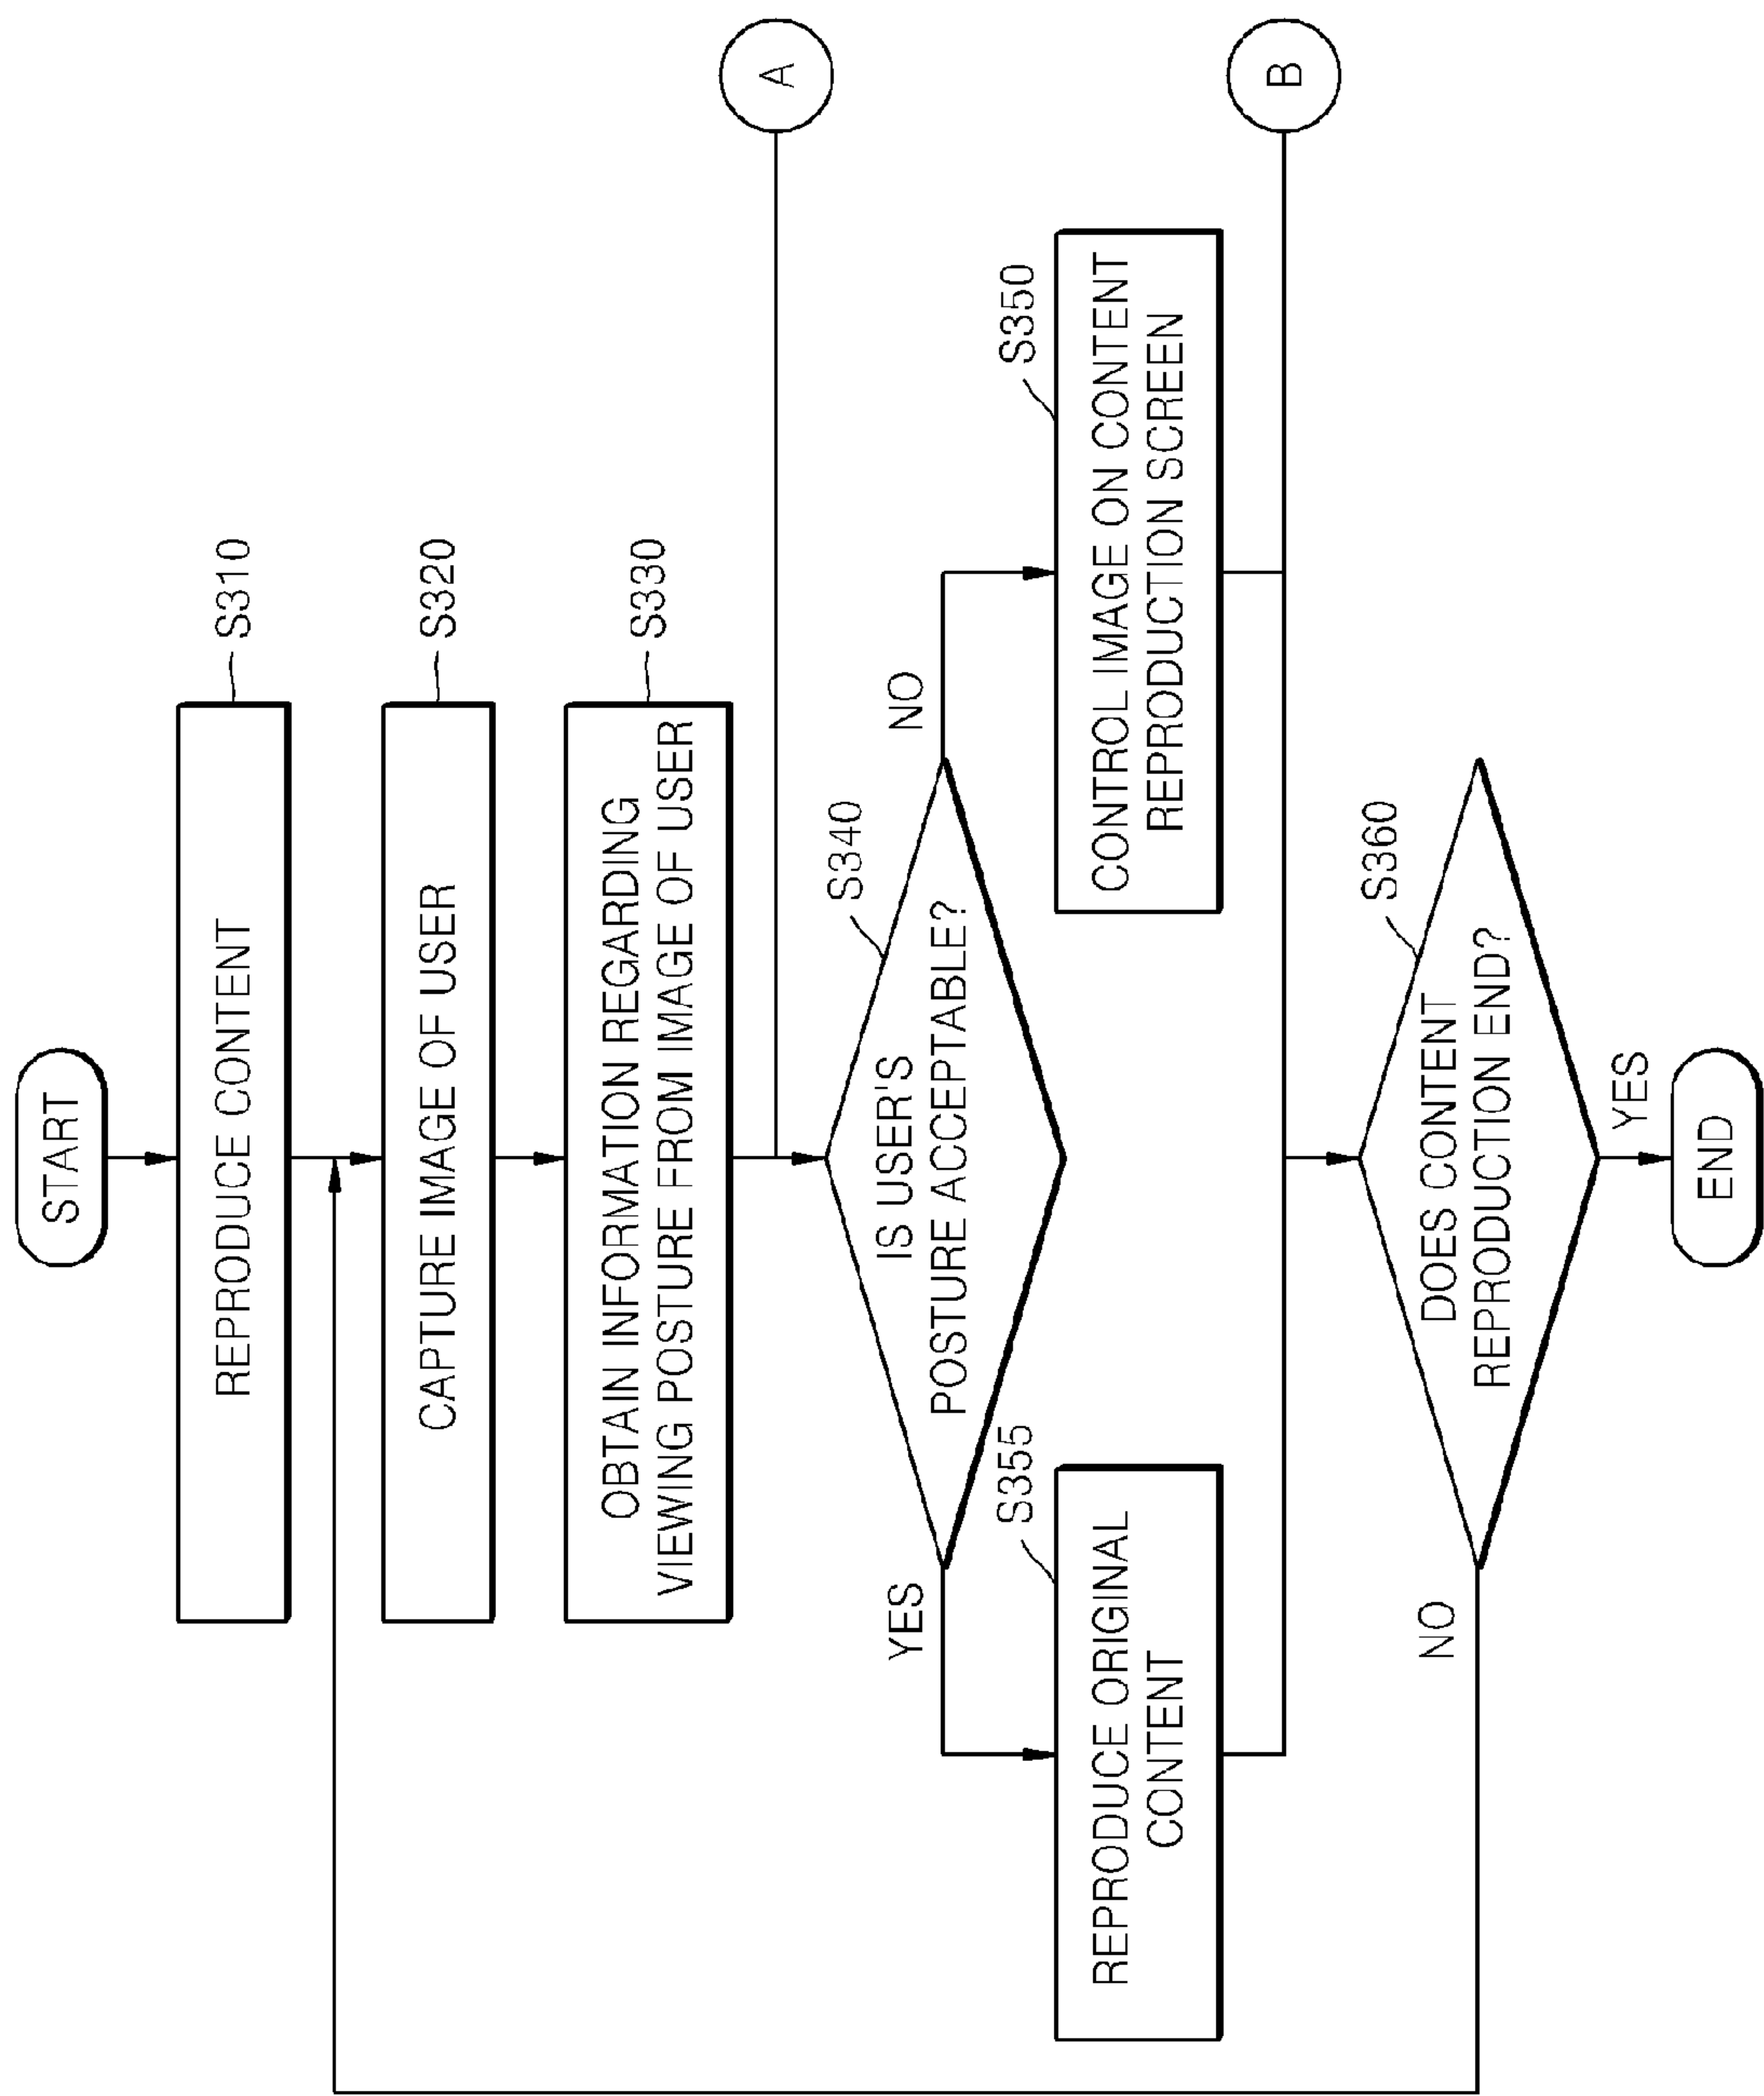 START
REPRODUCE CONTENT
S310
CAPTURE IMAGE OF USER
S320
OBTAIN INFORMATION REGARDING
VIEWING POSTURE FROM IMAGE OF USER
S330
A
IS USER'S
POSTURE ACCEPTABLE?
S340
YES
NO
REPRODUCE ORIGINAL
CONTENT
S355
CONTROL IMAGE ON CONTENT
REPRODUCTION SCREEN
S350
B
DOES CONTENT
REPRODUCTION END?
S360
NO
YES
END